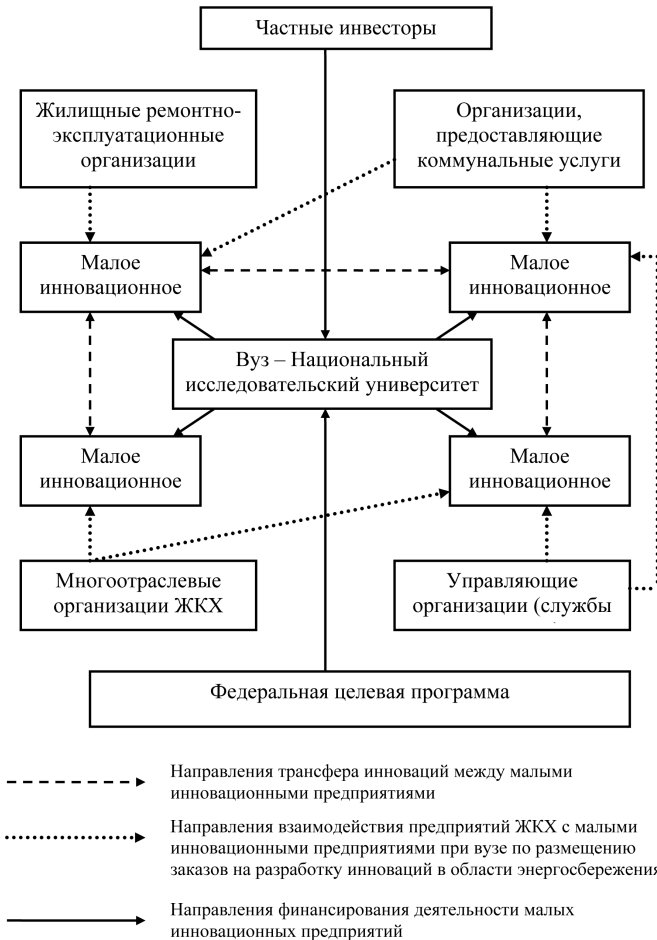 Частные инвесторы
Жилищные ремонтно-
эксплуатационные
организации
Организации,
предоставляющие
коммунальные услуги
Малое
инновационное
Малое
инновационное
Вуз – Национальный
исследовательский университет
Малое
инновационное
Малое
инновационное
Многоотраслевые
организации ЖКХ
Управляющие
организации (службы
Федеральная целевая программа
Направления трансфера инноваций между малыми
инновационными предприятиями
Направления взаимодействия предприятий ЖКХ с малыми
инновационными предприятиями при вузе по размещению
заказов на разработку инноваций в области энергосбережения
Направления финансирования деятельности малых
инновационных предприятий